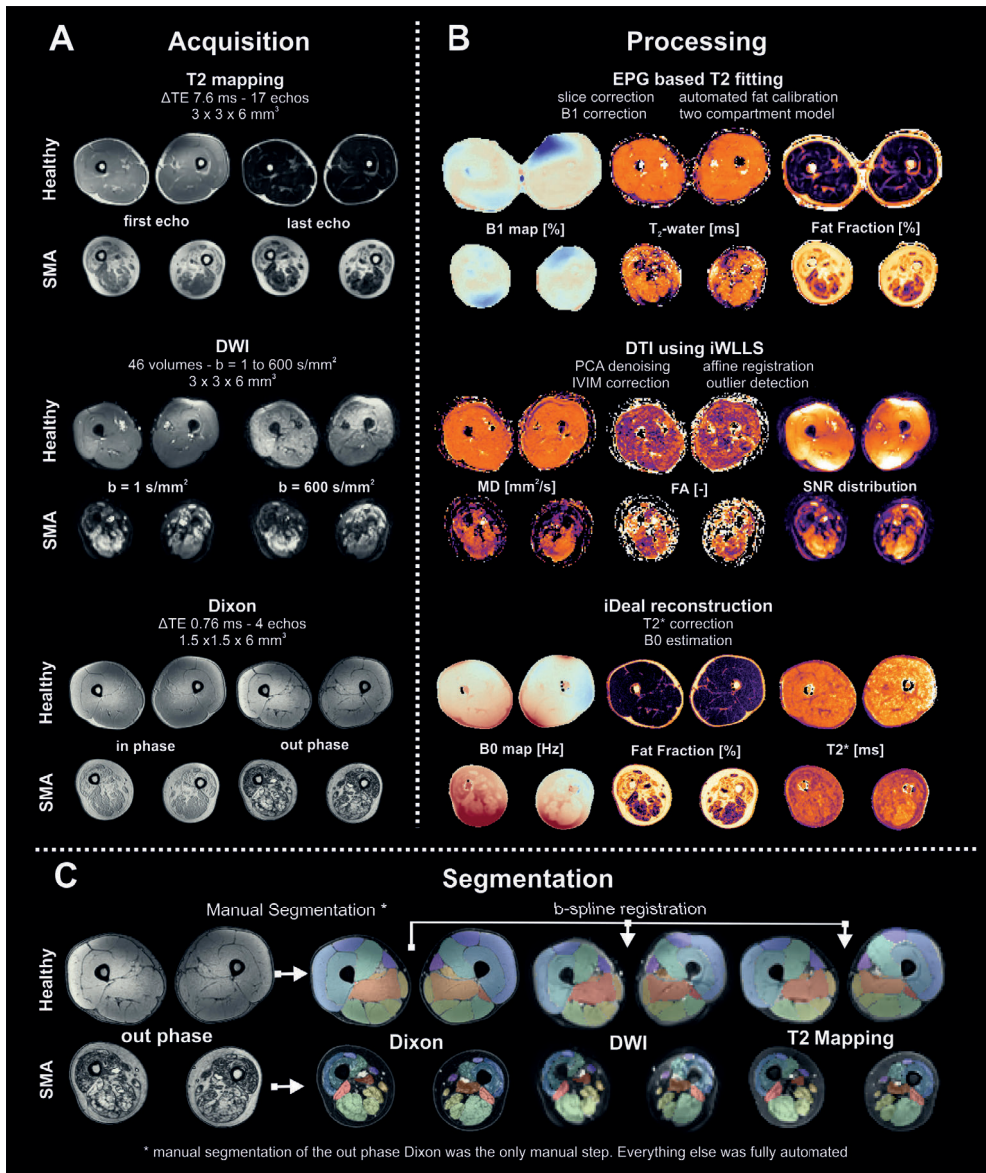 A
Acquisition
T2 mapping
ΔTE 7.6 ms - 17 echos
3 x 3 x 6 mm³
Healthy
first echo
last echo
SMA
DWI
46 volumes - b = 1 to 600 s/mm²
3 x 3 x 6 mm³
Healthy
b = 1 s/mm²
b = 600 s/mm²
SMA
Dixon
ΔTE 0.76 ms - 4 echos
1.5 x1.5 x 6 mm³
Healthy
in phase
out phase
SMA
B
Processing
EPG based T2 fitting
slice correction
automated fat calibration
B1 correction
two compartment model
B1 map [%]
T₂-water [ms]
Fat Fraction [%]
DTI using iWLLS
PCA denoising
affine registration
IVIM correction
outlier detection
MD [mm²/s]
FA [-]
SNR distribution
iDeal reconstruction
T2* correction
B0 estimation
B0 map [Hz]
Fat Fraction [%]
T2* [ms]
C
Segmentation
Manual Segmentation *
b-spline registration
Healthy
out phase
Dixon
DWI
T2 Mapping
SMA
* manual segmentation of the out phase Dixon was the only manual step. Everything else was fully automated